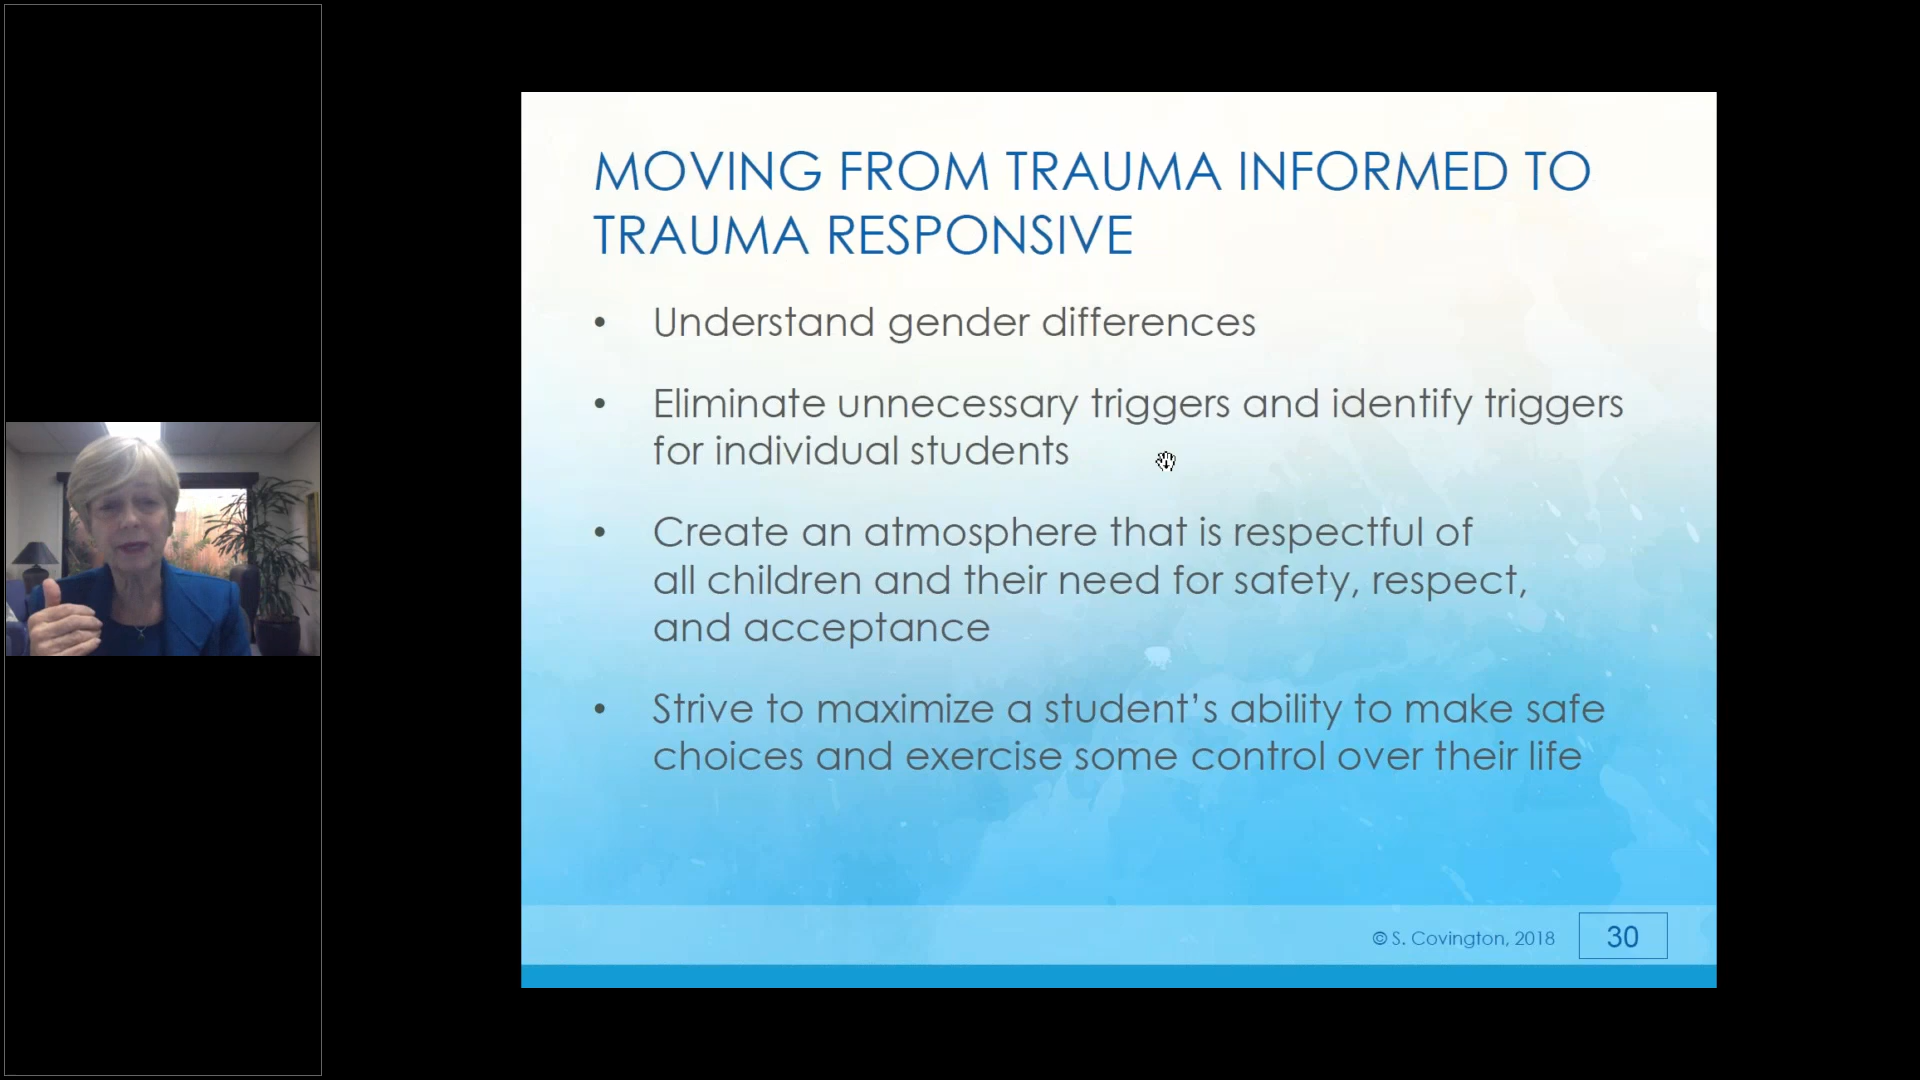 MOVING FROM TRAUMA INFORMED TO
TRAUMA RESPONSIVE
• Understand gender differences
• Eliminate unnecessary triggers and identify triggers
for individual students
• Create an atmosphere that is respectful of
all children and their need for safety, respect,
and acceptance
• Strive to maximize a student’s ability to make safe
choices and exercise some control over their life
© S. Covington, 2018
30